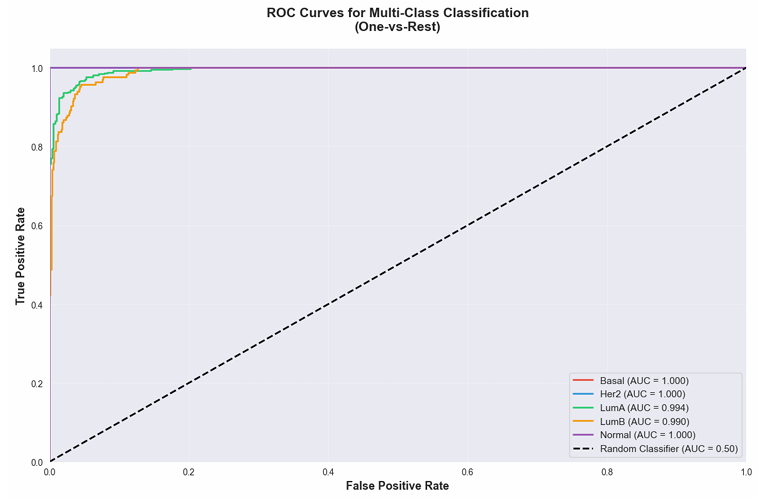 ROC Curves for Multi-Class Classification
(One-vs-Rest)
True Positive Rate
1.0
0.8
0.6
0.4
0.2
0.0
0.0 0.2 0.4 0.6 0.8 1.0
False Positive Rate
Basal (AUC = 1.000)
Her2 (AUC = 1.000)
LumA (AUC = 0.994)
LumB (AUC = 0.990)
Normal (AUC = 1.000)
Random Classifier (AUC = 0.50)